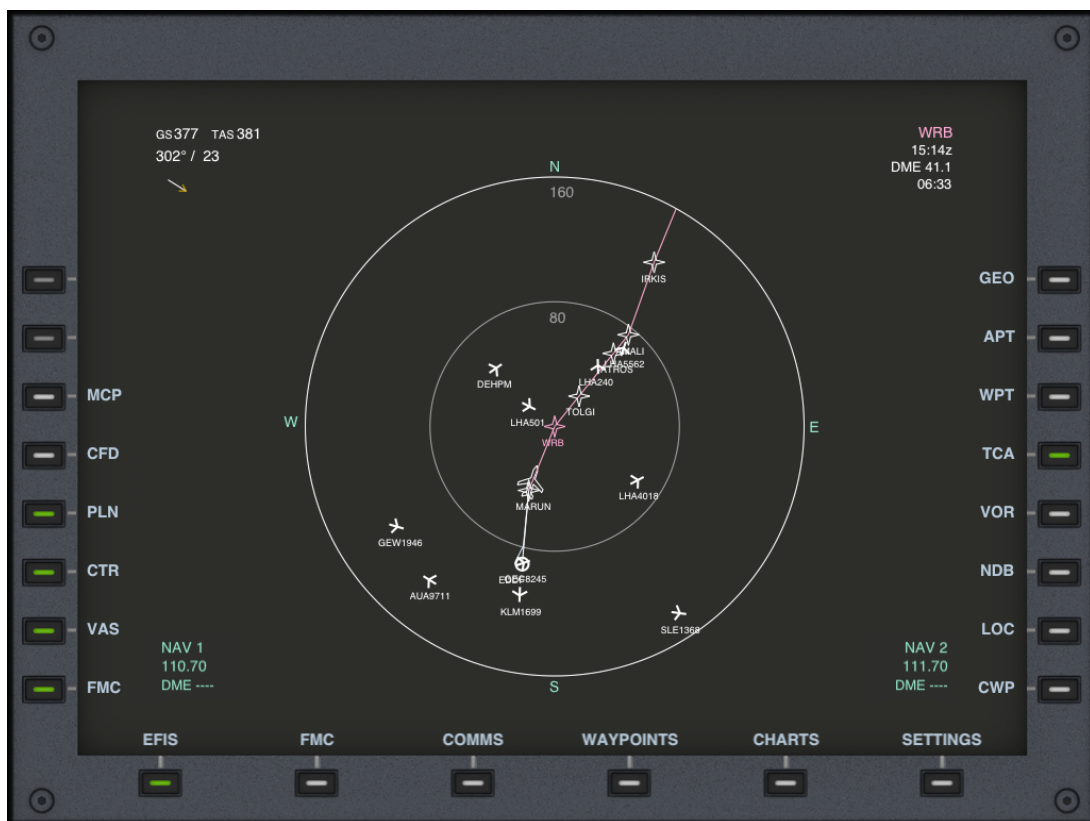 GS377 TAS381
302° / 23
WRB
15:14z
DME 41.1
06:33
N
160
IRKIS
80
LHA5562
DEHPM
LHA240
TOLGI
LHA501
WRB
W
E
LHA4018
MARUN
GEW1946
AUA9711
KLM1699
SLE1368
S
NAV 1
110.70
DME ----
NAV 2
111.70
DME ----
MCP
CFD
PLN
CTR
VAS
FMC
GEO
APT
WPT
TCA
VOR
NDB
LOC
CWP
EFIS
FMC
COMMS
WAYPOINTS
CHARTS
SETTINGS